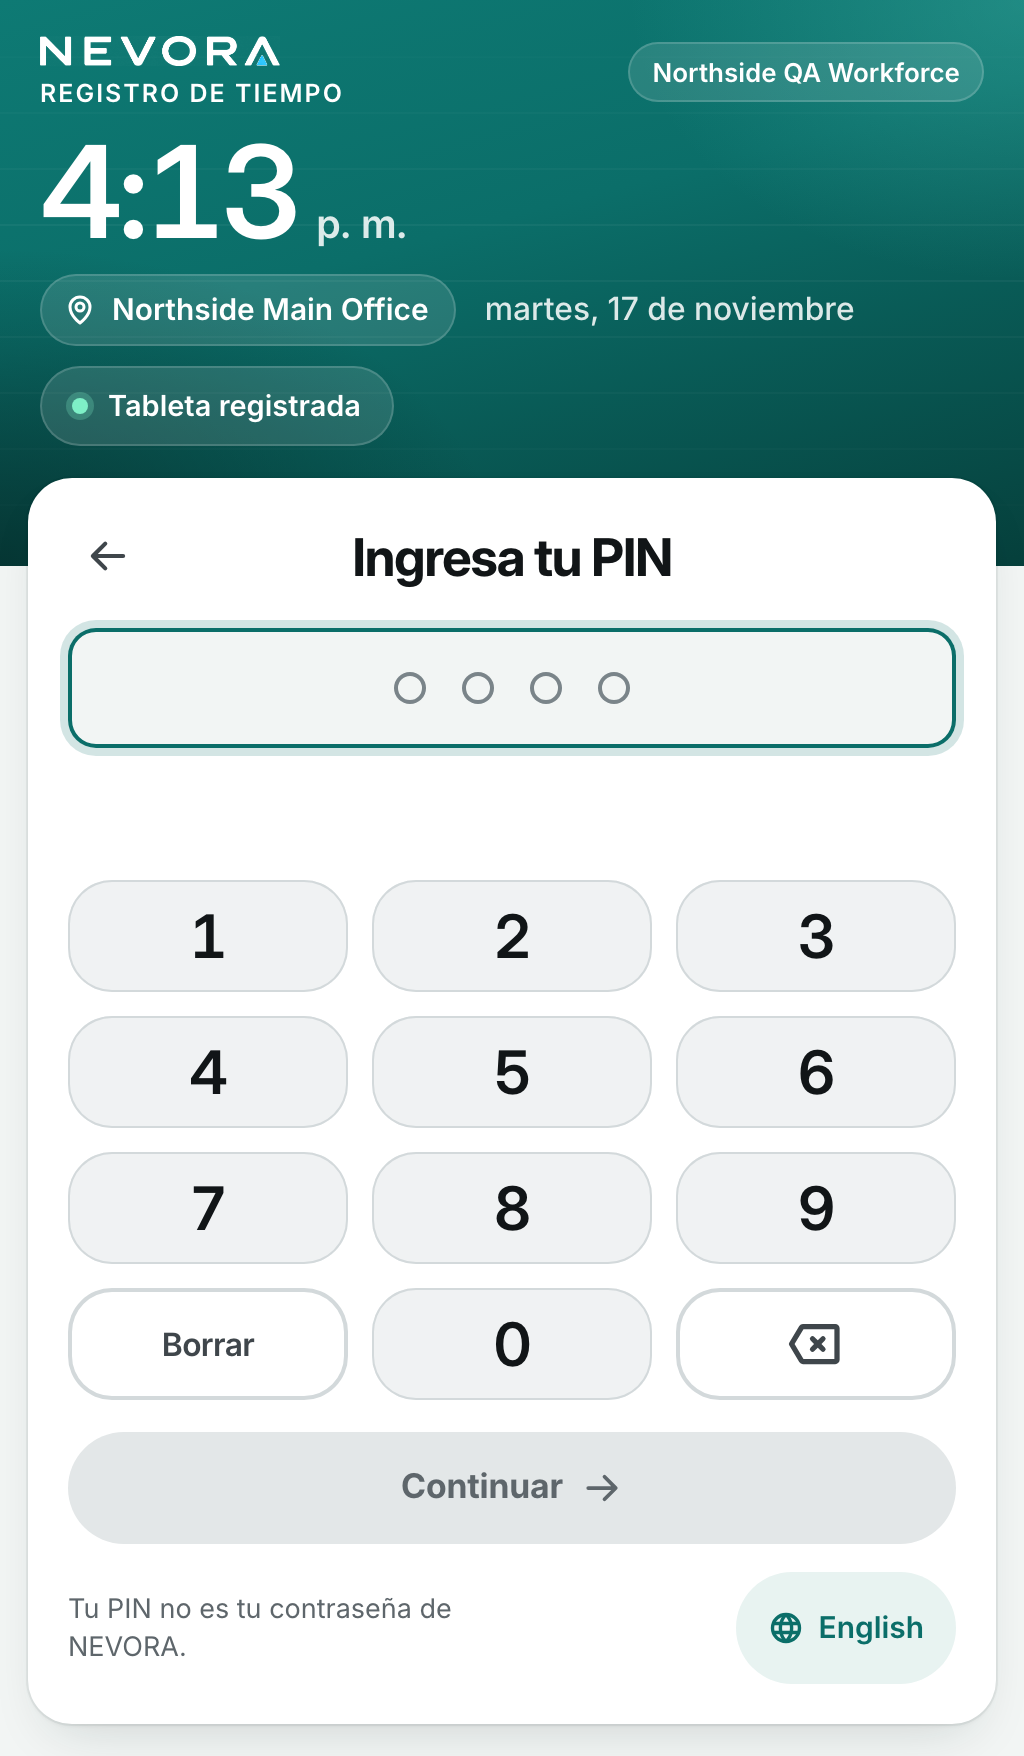 NEVORA
REGISTRO DE TIEMPO
Northside QA Workforce
4:13 p. m.
Northside Main Office
martes, 17 de noviembre
Tableta registrada
Ingresa tu PIN
1
2
3
4
5
6
7
8
9
Borrar
0
Continuar
Tu PIN no es tu contraseña de
NEVORA.
English